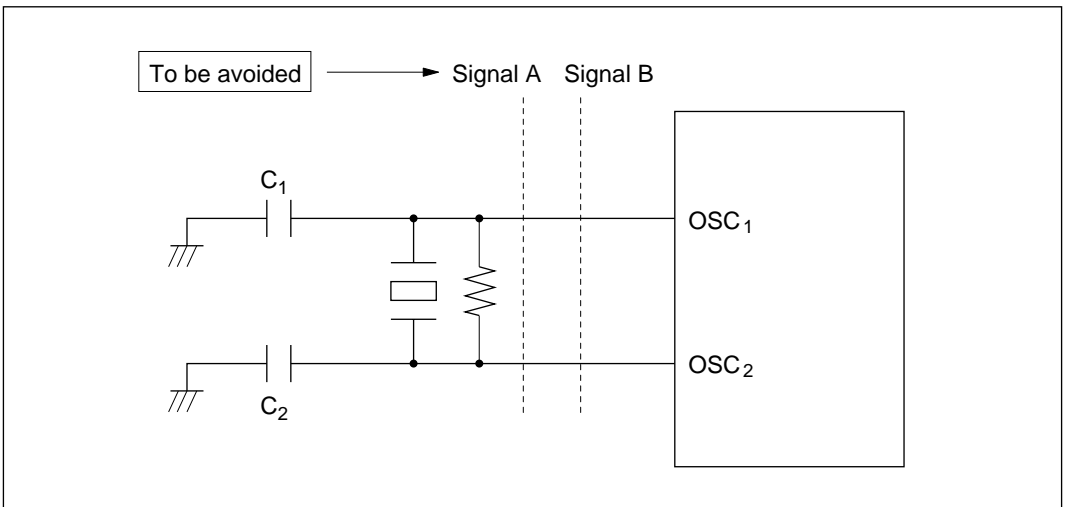 To be avoided
Signal A Signal B
C1
OSC1
OSC2
C2